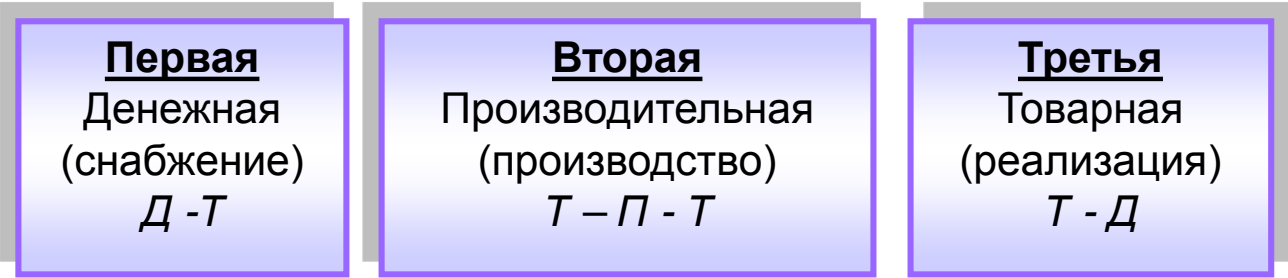 Первая
Денежная
(снабжение)
Д -Т
Вторая
Производительная
(производство)
Т – П - Т
Третья
Товарная
(реализация)
Т - Д